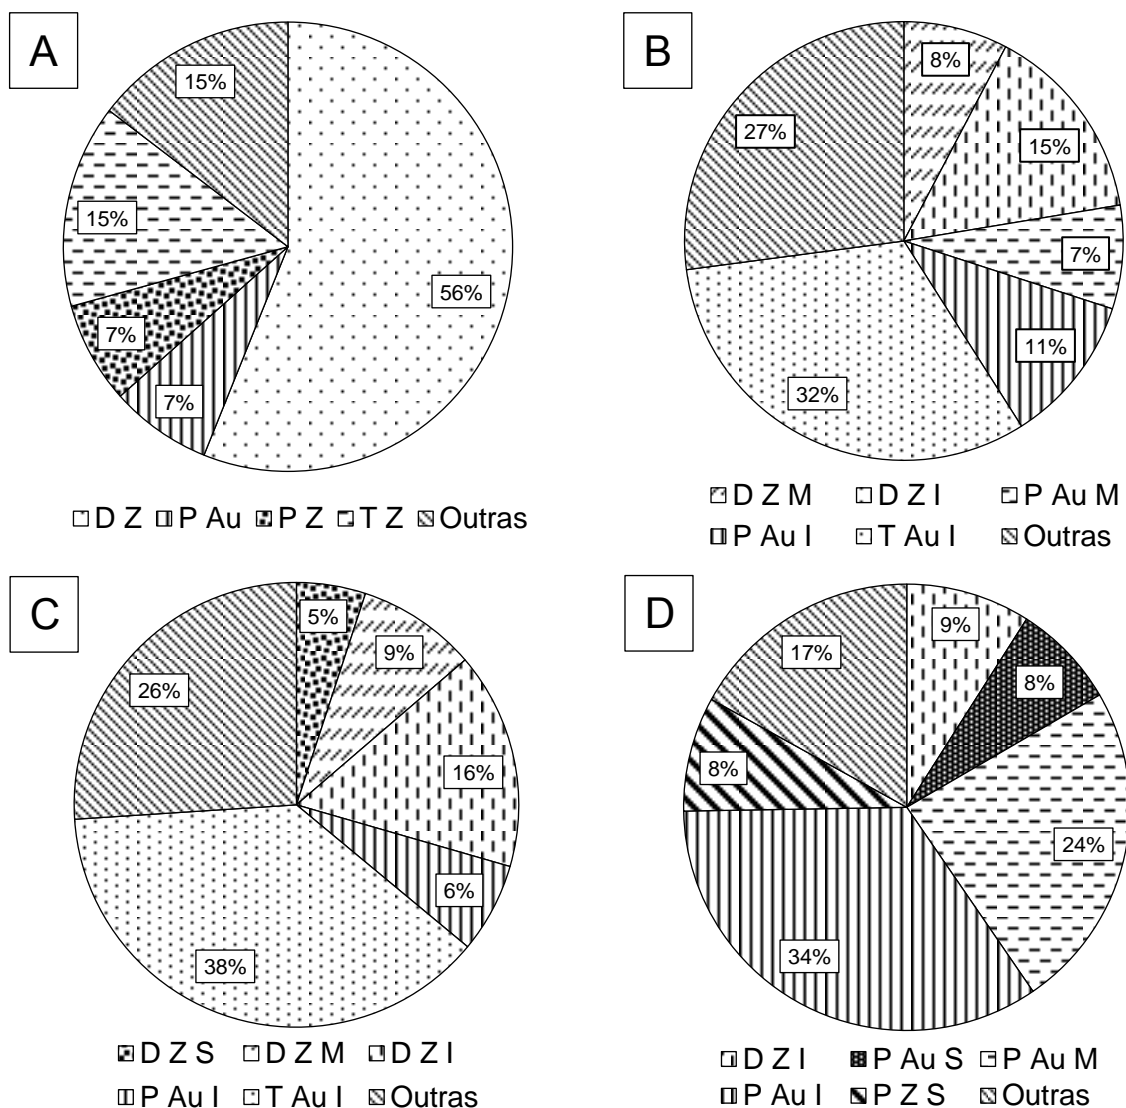 A
15%
15%
7%
7%
56%
D Z P Au P Z T Z Outras
B
8%
15%
7%
11%
32%
27%
D Z M D Z I P Au M
P Au I T Au I Outras
C
5%
9%
16%
6%
38%
26%
D Z S D Z M D Z I
P Au I T Au I Outras
D
9%
8%
24%
34%
8%
17%
D Z I P Au S P Au M
P Au I P Z S Outras